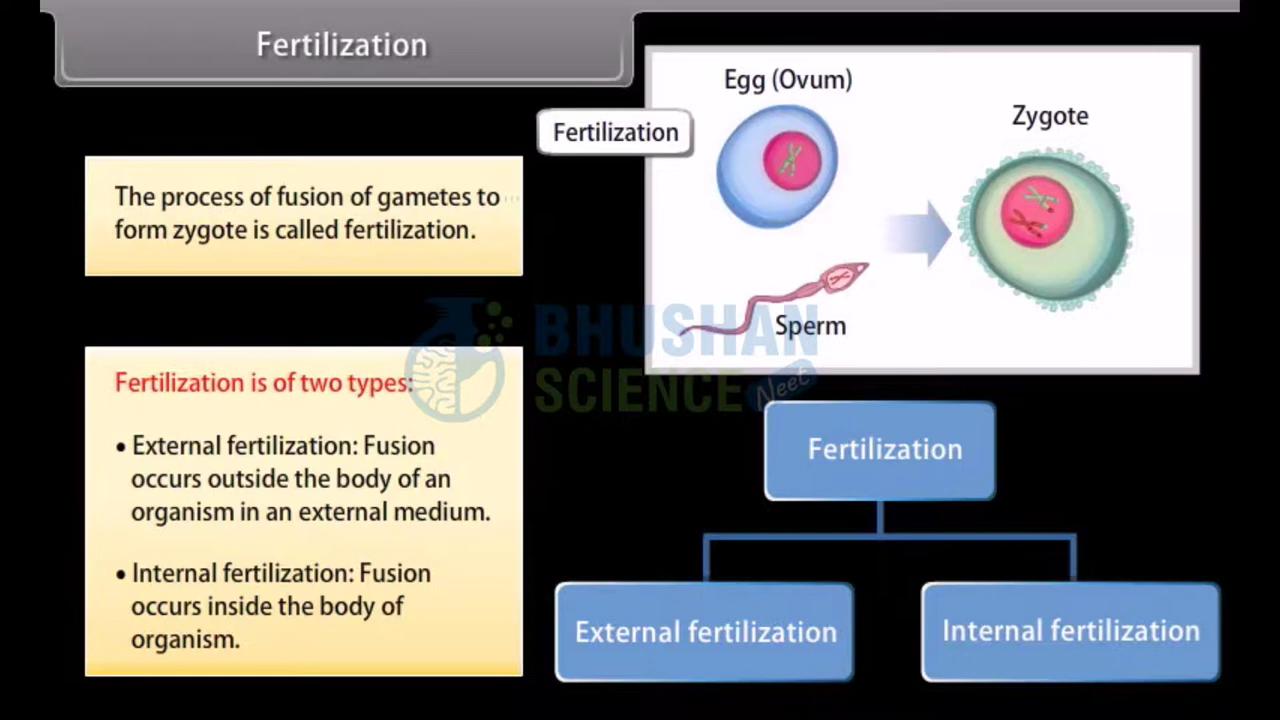 Fertilization
The process of fusion of gametes to
form zygote is called fertilization.
Fertilization is of two types:
• External fertilization: Fusion
occurs outside the body of an
organism in an external medium.
• Internal fertilization: Fusion
occurs inside the body of
organism.
Fertilization
Egg (Ovum)
Zygote
Sperm
BHUSHAN
SCIENCE
Neet
Fertilization
External fertilization
Internal fertilization